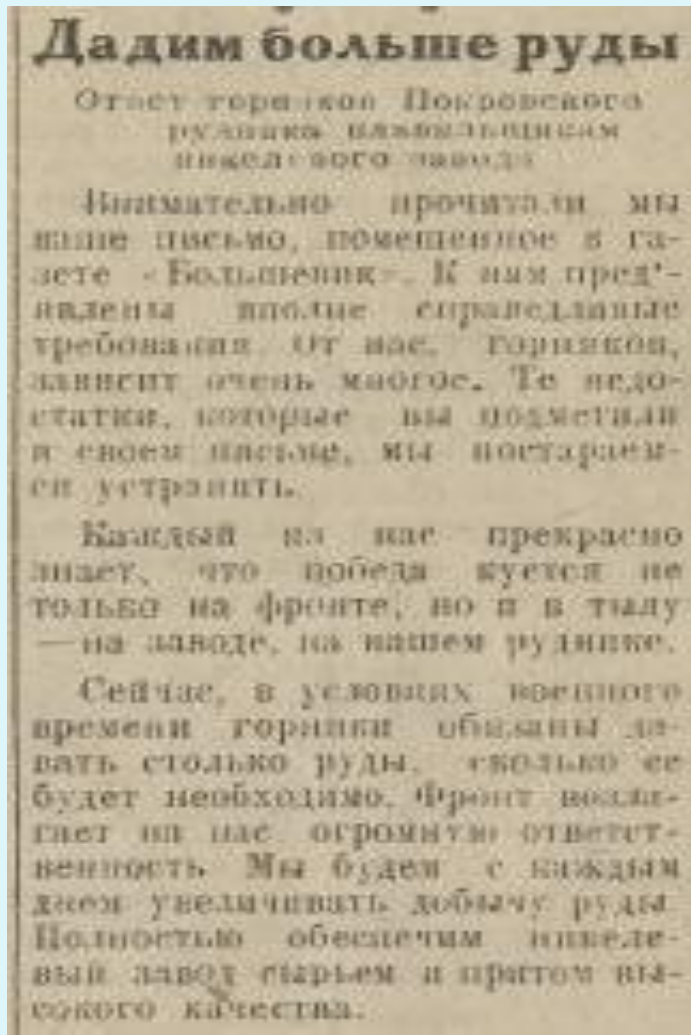 Дадим больше руды
Ответ горняков Покровского
рудника плавильщикам
никелевого завода
Внимательно прочитали мы
ваше письмо, помещенное в га-
зете «Большевик». К нам пред'-
явлены вполне справедливые
требования. От нас, горняков,
зависит очень многое. Те недо-
статки, которые вы подметили
в своем письме, мы постараем-
ся устранить.
Каждый из нас прекрасно
знает, что победа куется не
только на фронте, но и в тылу
— на заводе, на нашем руднике.
Сейчас, в условиях военного
времени горняки обязаны да-
вать столько руды, сколько ее
будет необходимо. Фронт возла-
гает на нас огромную ответст-
венность. Мы будем с каждым
днем увеличивать добычу руды.
Полностью обеспечим никеле-
вый завод сырьем и притом вы-
сокого качества.